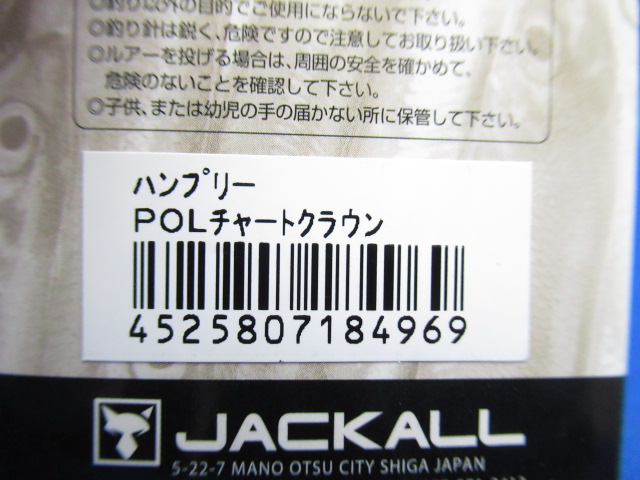 ◎釣り以外の目的でご使用にならないで下さい。
◎釣り針は鋭く、危険ですので注意してお取り扱い下さい。
◎ルアーを投げる場合は、周囲の安全を確かめて、
危険のないことを確認して下さい。
◎子供、または幼児の手の届かない所に保管して下さい。
ハンプリー
POLチャートクラウン
4525807184969
JACKALL
5-22-7 MANO OTSU CITY SHIGA JAPAN